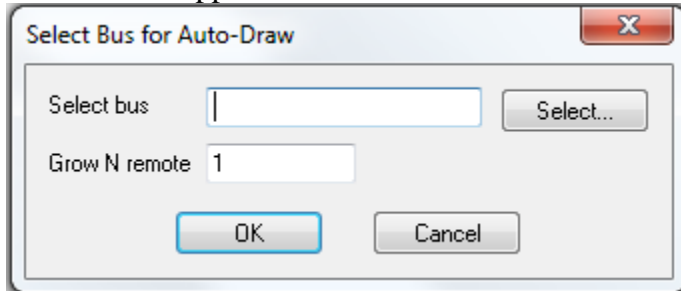 Select Bus for Auto-Draw
Select bus
Select...
Grow N remote 1
OK Cancel